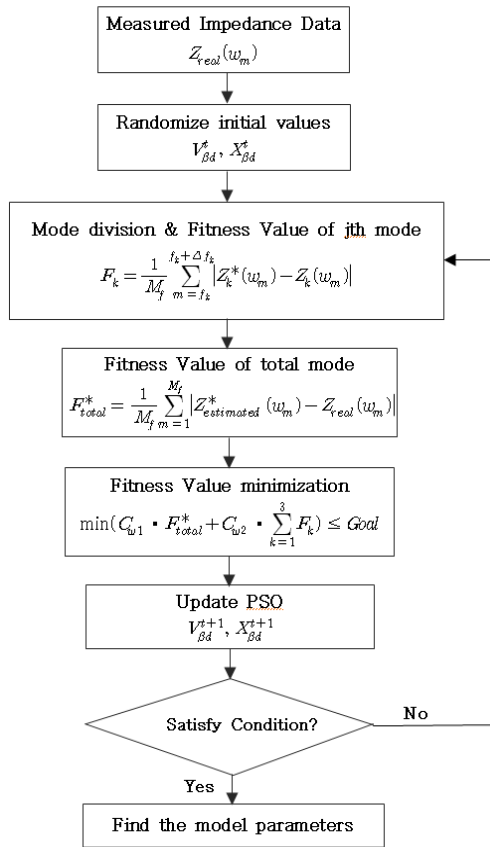 Measured Impedance Data
Z_real(w_m)
Randomize initial values
V^t_βd, X^t_βd
Mode division & Fitness Value of jth mode
F_k = 1/M_f ∑_{m=f_k}^{f_k+Δf_k} |Z*_k(w_m)−Z_k(w_m)|
Fitness Value of total mode
F*_total = 1/M_f ∑_{m=1}^{M_f} |Z*_estimated(w_m)−Z_real(w_m)|
Fitness Value minimization
min(C_w1 ▪ F*_total + C_w2 ▪ ∑_{k=1}^{3} F_k) ≤ Goal
Update PSO
V^{t+1}_βd, X^{t+1}_βd
Satisfy Condition?
No
Yes
Find the model parameters